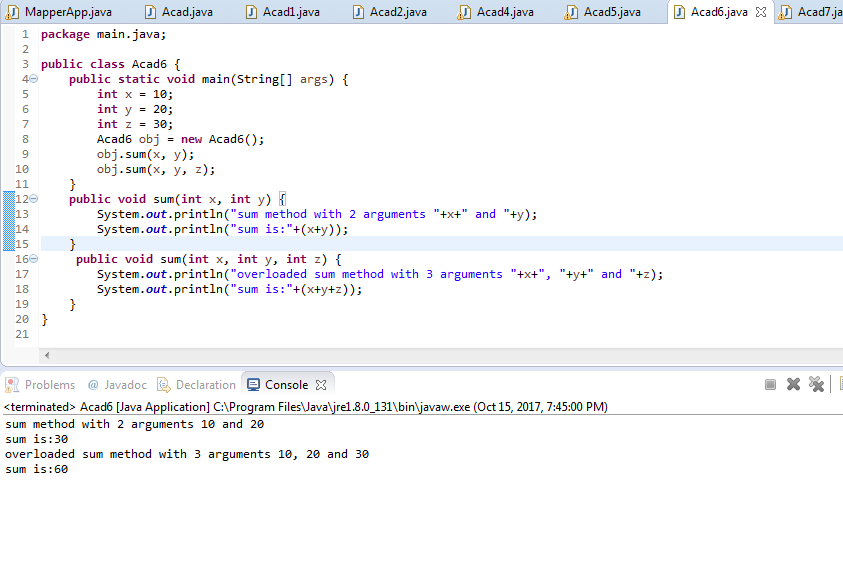 MapperApp.java Acad.java Acad1.java Acad2.java Acad4.java Acad5.java Acad6.java Acad7.ja
1 package main.java;
2
3 public class Acad6 {
4 public static void main(String[] args) {
5 int x = 10;
6 int y = 20;
7 int z = 30;
8 Acad6 obj = new Acad6();
9 obj.sum(x, y);
10 obj.sum(x, y, z);
11 }
12 public void sum(int x, int y) {
13 System.out.println("sum method with 2 arguments "+x+" and "+y);
14 System.out.println("sum is:"+(x+y));
15 }
16 public void sum(int x, int y, int z) {
17 System.out.println("overloaded sum method with 3 arguments "+x+", "+y+" and "+z);
18 System.out.println("sum is:"+(x+y+z));
19 }
20 }
21
Problems @ Javadoc Declaration Console
<terminated> Acad6 [Java Application] C:\Program Files\Java\jre1.8.0_131\bin\javaw.exe (Oct 15, 2017, 7:45:00 PM)
sum method with 2 arguments 10 and 20
sum is:30
overloaded sum method with 3 arguments 10, 20 and 30
sum is:60